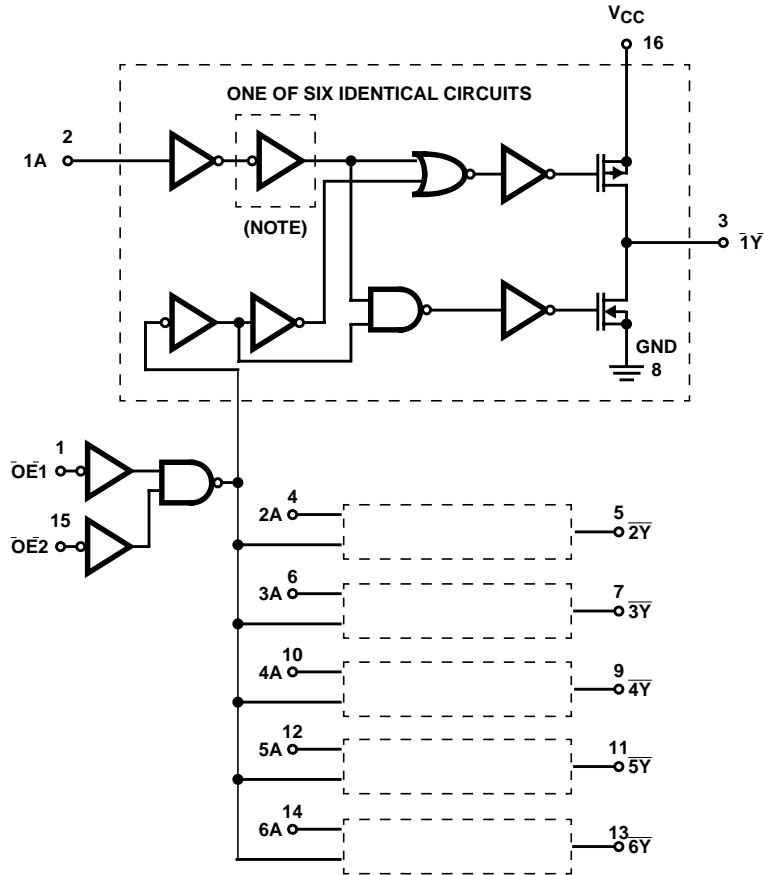 VCC
16
ONE OF SIX IDENTICAL CIRCUITS
2
1A
(NOTE)
3
1Y
GND
8
1
OE1
15
OE2
4
2A
5
2Y
6
3A
7
3Y
10
4A
9
4Y
12
5A
11
5Y
14
6A
13
6Y